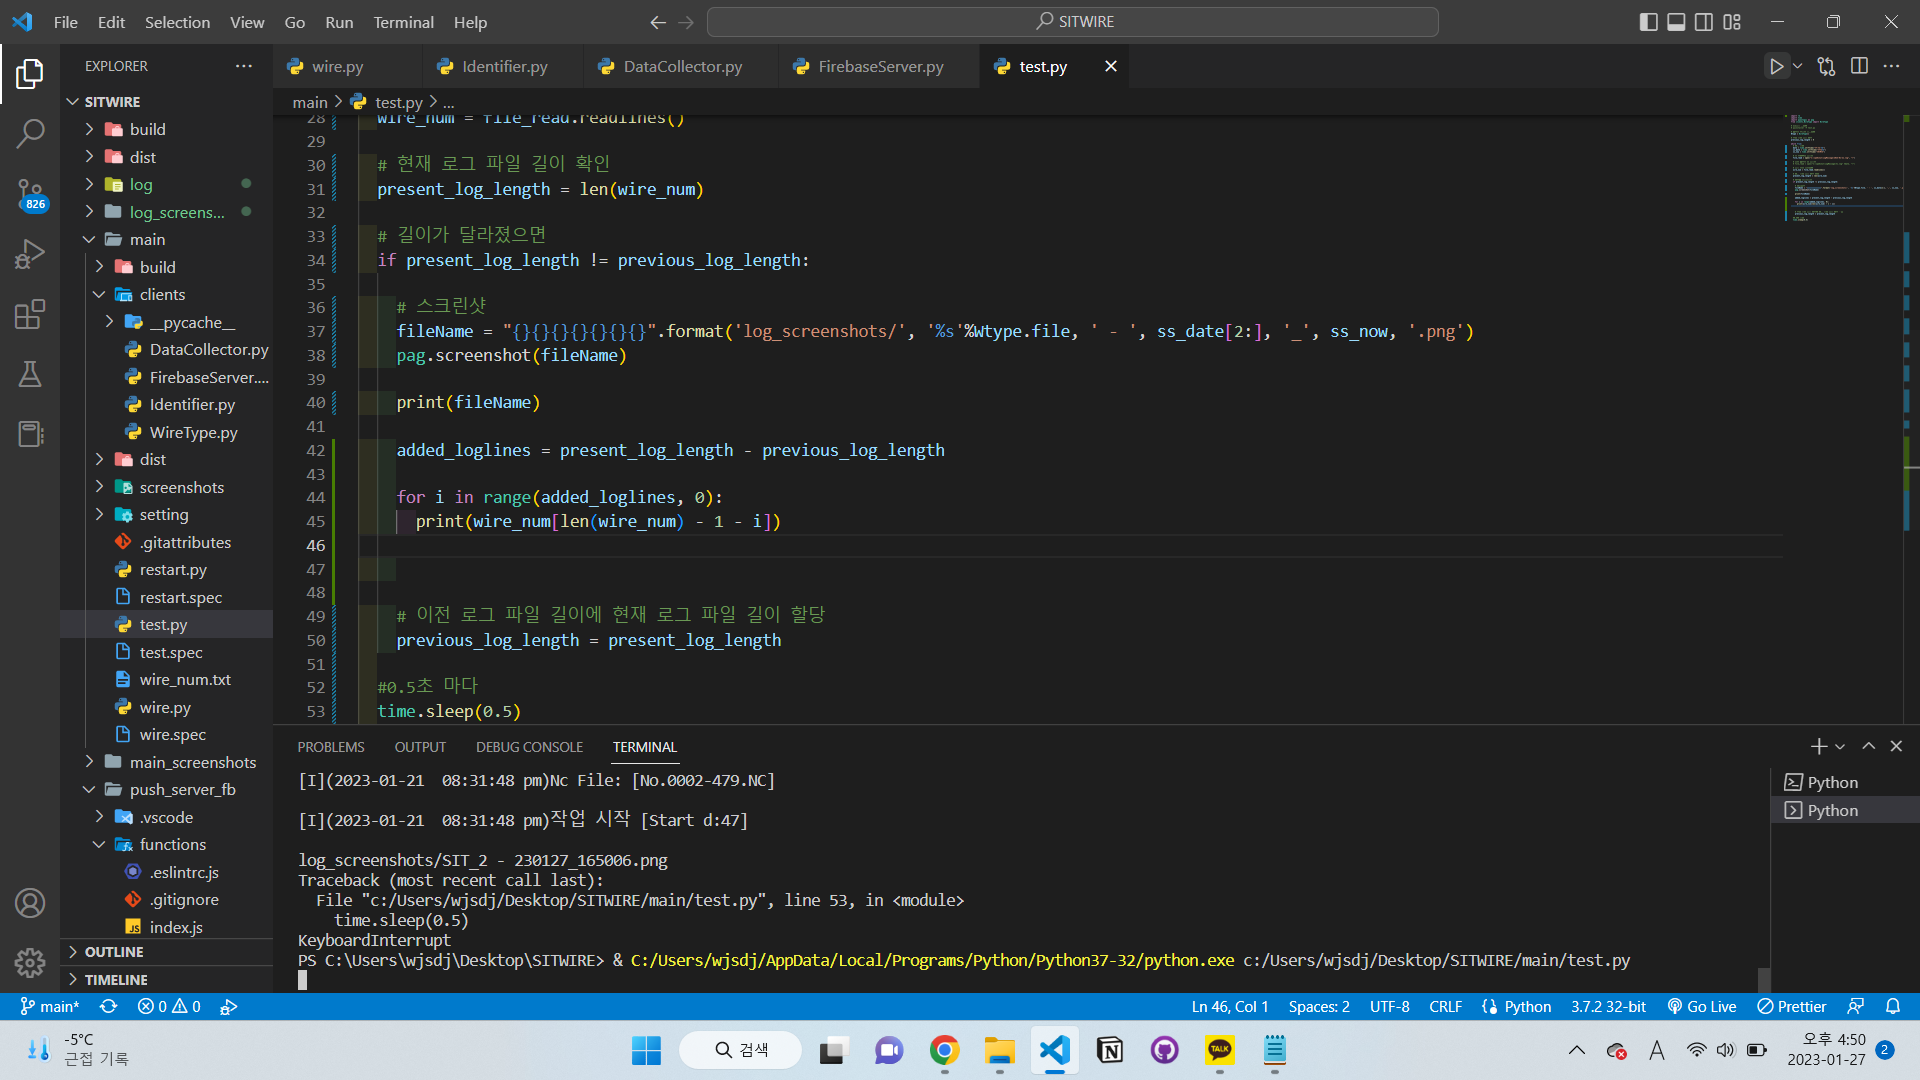 File Edit Selection View Go Run Terminal Help
SITWIRE
EXPLORER
wire.py Identifier.py DataCollector.py FirebaseServer.py test.py
main > test.py > ...
SITWIRE
build
dist
log
log_screens...
main
build
clients
__pycache__
DataCollector.py
FirebaseServer....
Identifier.py
WireType.py
dist
screenshots
setting
.gitattributes
restart.py
restart.spec
test.py
test.spec
wire_num.txt
wire.py
wire.spec
main_screenshots
push_server_fb
.vscode
functions
.eslintrc.js
.gitignore
index.js
OUTLINE
TIMELINE
826
28 wire_num = file_read.readlines()
29
30 # 현재 로그 파일 길이 확인
31 present_log_length = len(wire_num)
32
33 # 길이가 달라졌으면
34 if present_log_length != previous_log_length:
35
36 # 스크린샷
37 fileName = "{}{}{}{}{}{}{}".format('log_screenshots/', '%s'%Wtype.file, ' - ', ss_date[2:], '_', ss_now, '.png')
38 pag.screenshot(fileName)
39
40 print(fileName)
41
42 added_loglines = present_log_length - previous_log_length
43
44 for i in range(added_loglines, 0):
45 print(wire_num[len(wire_num) - 1 - i])
46
47
48
49 # 이전 로그 파일 길이에 현재 로그 파일 길이 할당
50 previous_log_length = present_log_length
51
52 #0.5초 마다
53 time.sleep(0.5)
PROBLEMS OUTPUT DEBUG CONSOLE TERMINAL
[I](2023-01-21  08:31:48 pm)Nc File: [No.0002-479.NC]
[I](2023-01-21  08:31:48 pm)작업 시작 [Start d:47]
log_screenshots/SIT_2 - 230127_165006.png
Traceback (most recent call last):
File "c:/Users/wjsdj/Desktop/SITWIRE/main/test.py", line 53, in <module>
time.sleep(0.5)
KeyboardInterrupt
PS C:\Users\wjsdj\Desktop\SITWIRE> & C:/Users/wjsdj/AppData/Local/Programs/Python/Python37-32/python.exe c:/Users/wjsdj/Desktop/SITWIRE/main/test.py
Python
Python
main* 0 0 Ln 46, Col 1 Spaces: 2 UTF-8 CRLF Python 3.7.2 32-bit Go Live Prettier
-5°C
근접 기록
검색
TALK
A
오후 4:50
2023-01-27
2